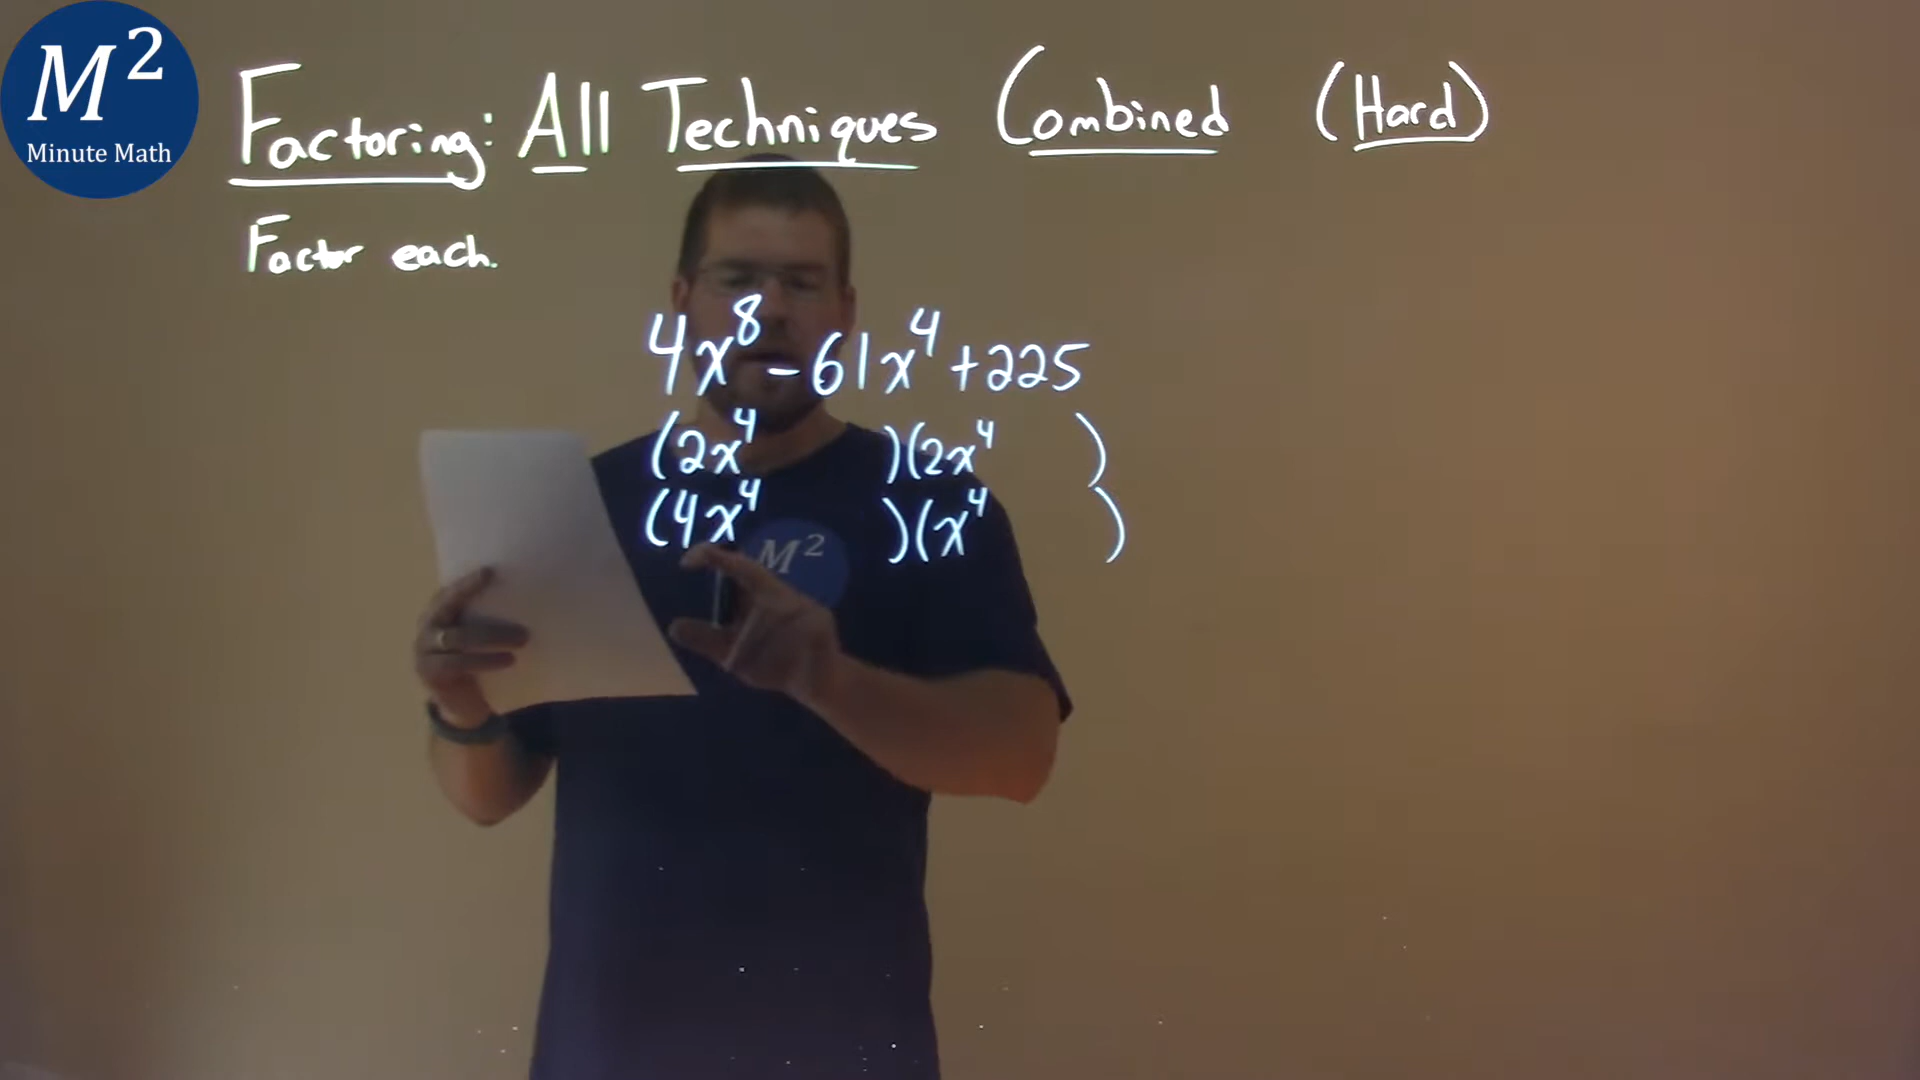 M²
Minute Math
Factoring: All Techniques Combined (Hard)
Factor each.
4x⁸ - 61x⁴ + 225
(2x⁴ )(2x⁴ )
(4x⁴ )(x⁴ )
M²